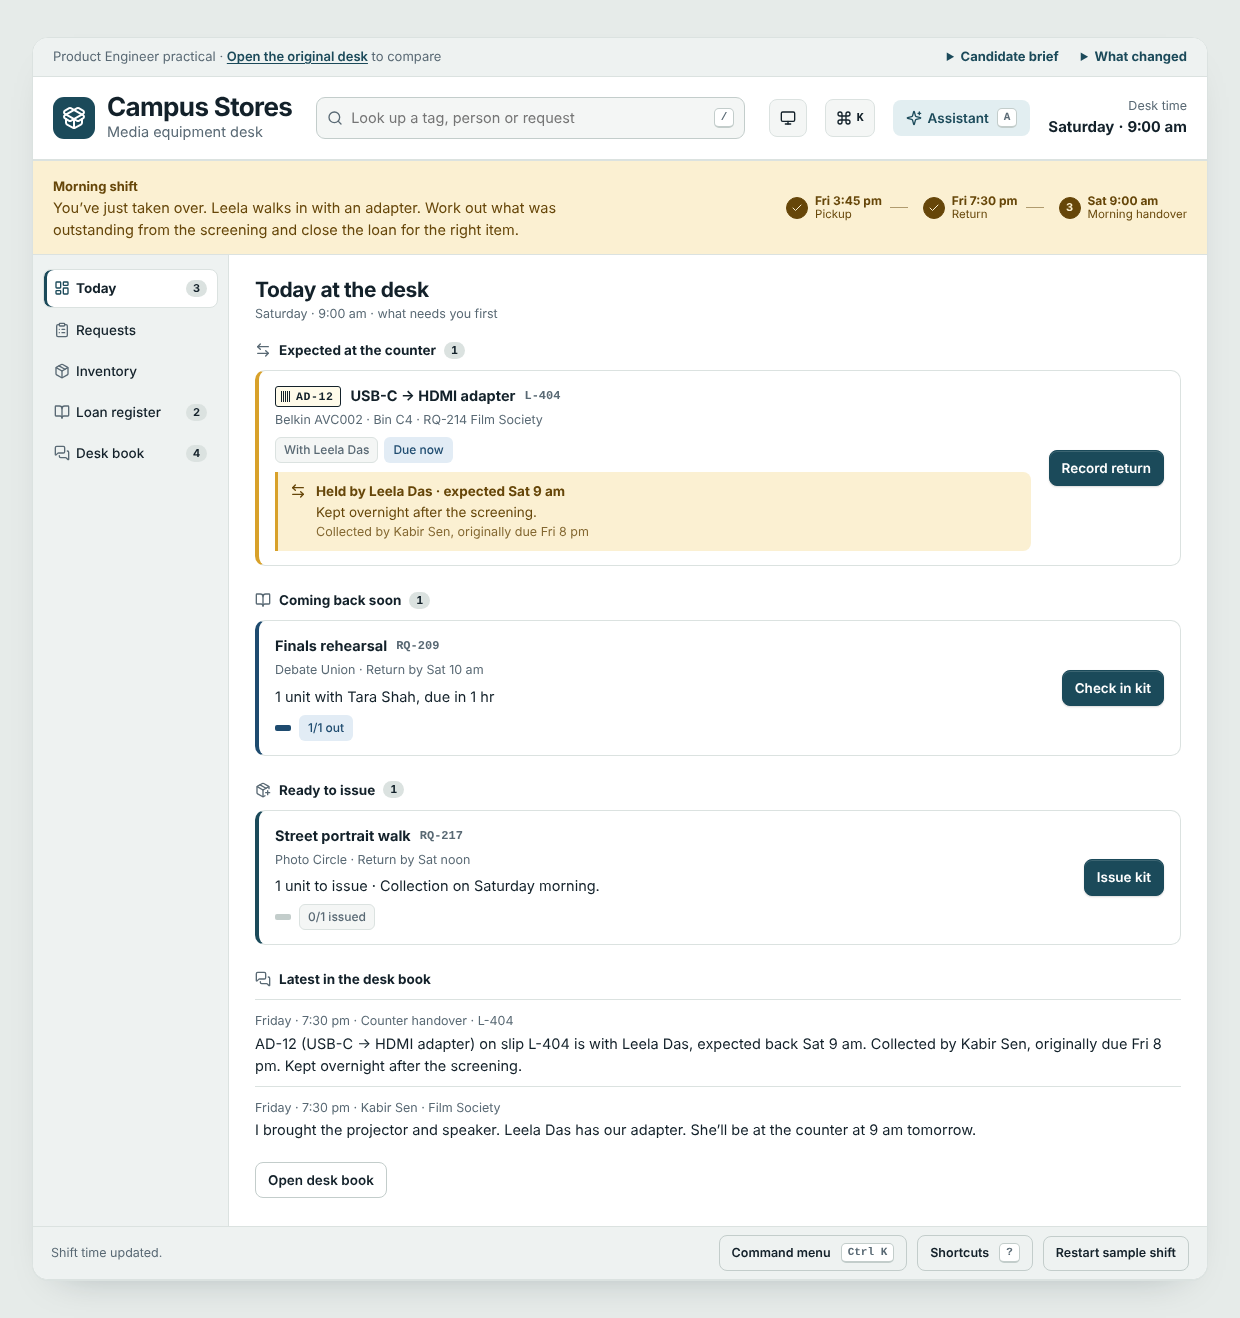 Product Engineer practical · Open the original desk to compare
Candidate brief
What changed
Campus Stores
Media equipment desk
Look up a tag, person or request
/
⌘ K
Assistant
A
Desk time
Saturday · 9:00 am
Morning shift
You’ve just taken over. Leela walks in with an adapter. Work out what was
outstanding from the screening and close the loan for the right item.
Fri 3:45 pm
Pickup
Fri 7:30 pm
Return
3
Sat 9:00 am
Morning handover
Today
3
Requests
Inventory
Loan register
2
Desk book
4
Today at the desk
Saturday · 9:00 am · what needs you first
Expected at the counter 1
AD-12 USB-C → HDMI adapter L-404
Belkin AVC002 · Bin C4 · RQ-214 Film Society
With Leela Das Due now
Held by Leela Das · expected Sat 9 am
Kept overnight after the screening.
Collected by Kabir Sen, originally due Fri 8 pm
Record return
Coming back soon 1
Finals rehearsal RQ-209
Debate Union · Return by Sat 10 am
1 unit with Tara Shah, due in 1 hr
1/1 out
Check in kit
Ready to issue 1
Street portrait walk RQ-217
Photo Circle · Return by Sat noon
1 unit to issue · Collection on Saturday morning.
0/1 issued
Issue kit
Latest in the desk book
Friday · 7:30 pm · Counter handover · L-404
AD-12 (USB-C → HDMI adapter) on slip L-404 is with Leela Das, expected back Sat 9 am. Collected by Kabir Sen, originally due Fri 8
pm. Kept overnight after the screening.
Friday · 7:30 pm · Kabir Sen · Film Society
I brought the projector and speaker. Leela Das has our adapter. She’ll be at the counter at 9 am tomorrow.
Open desk book
Shift time updated.
Command menu Ctrl K
Shortcuts ?
Restart sample shift